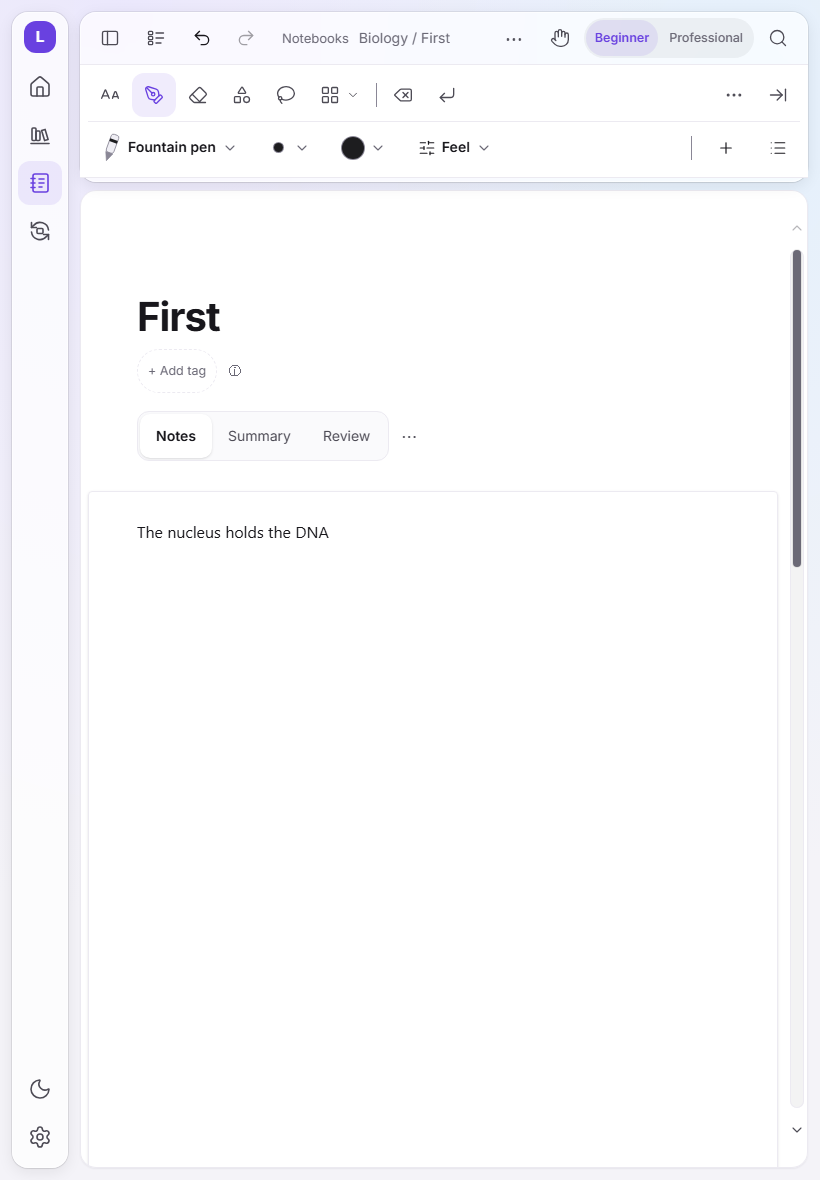 L
Notebooks Biology / First
Beginner Professional
AA
Fountain pen
Feel
First
+ Add tag
Notes Summary Review
The nucleus holds the DNA